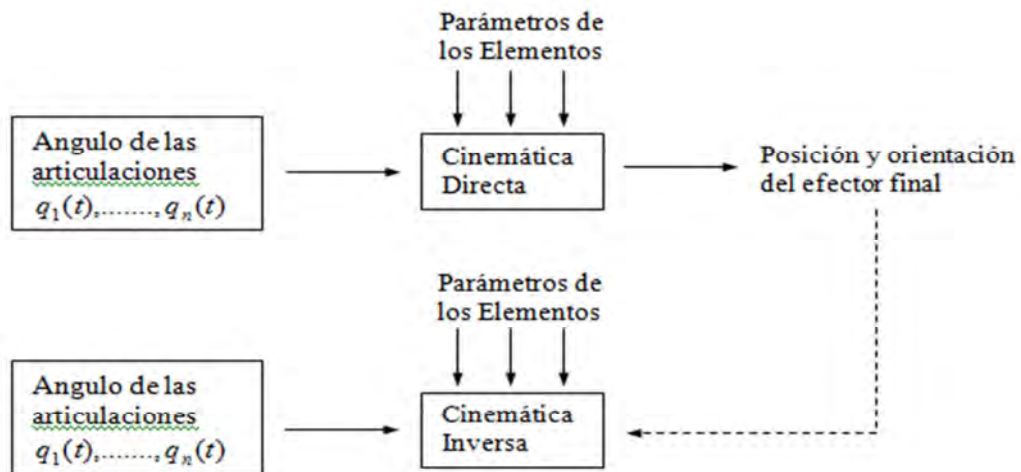 Parámetros de
los Elementos
Angulo de las
articulaciones
q₁(t),.......,qₙ(t)
Cinemática
Directa
Posición y orientación
del efector final
Parámetros de
los Elementos
Angulo de las
articulaciones
q₁(t),.......,qₙ(t)
Cinemática
Inversa